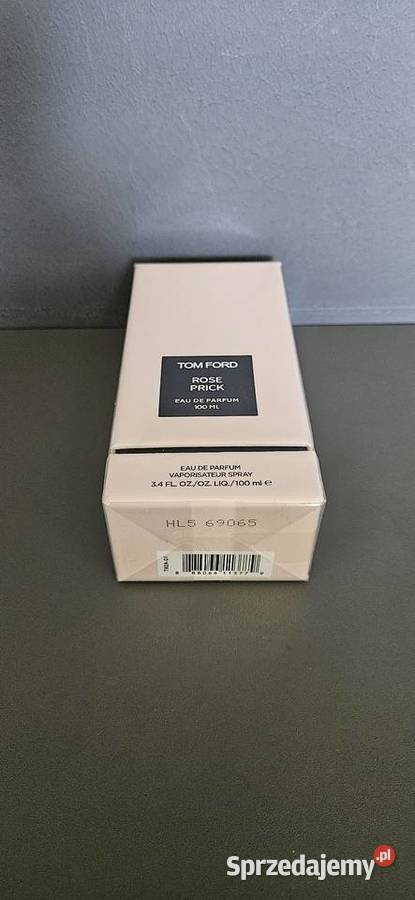 TOM FORD
ROSE
PRICK
EAU DE PARFUM
100 ML
EAU DE PARFUM
VAPORISATEUR SPRAY
3.4 FL. OZ./OZ. LIQ./100 ml ℮
HL5 69065
Sprzedajemy.pl